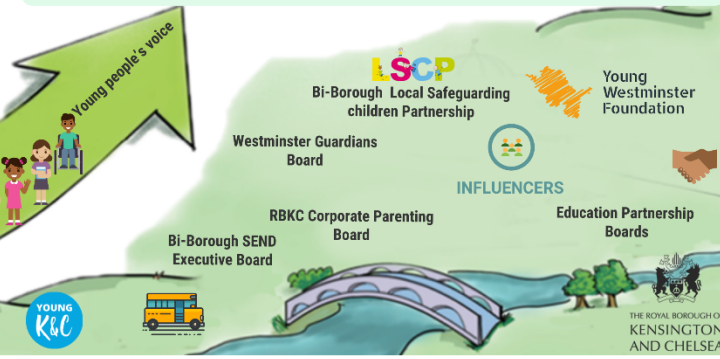 Young people's voice
LSCP
Bi-Borough Local Safeguarding
children Partnership
Young
Westminster
Foundation
Westminster Guardians
Board
INFLUENCERS
RBKC Corporate Parenting
Board
Education Partnership
Boards
Bi-Borough SEND
Executive Board
YOUNG
K&C
THE ROYAL BOROUGH O
KENSINGTON
AND CHELSEA